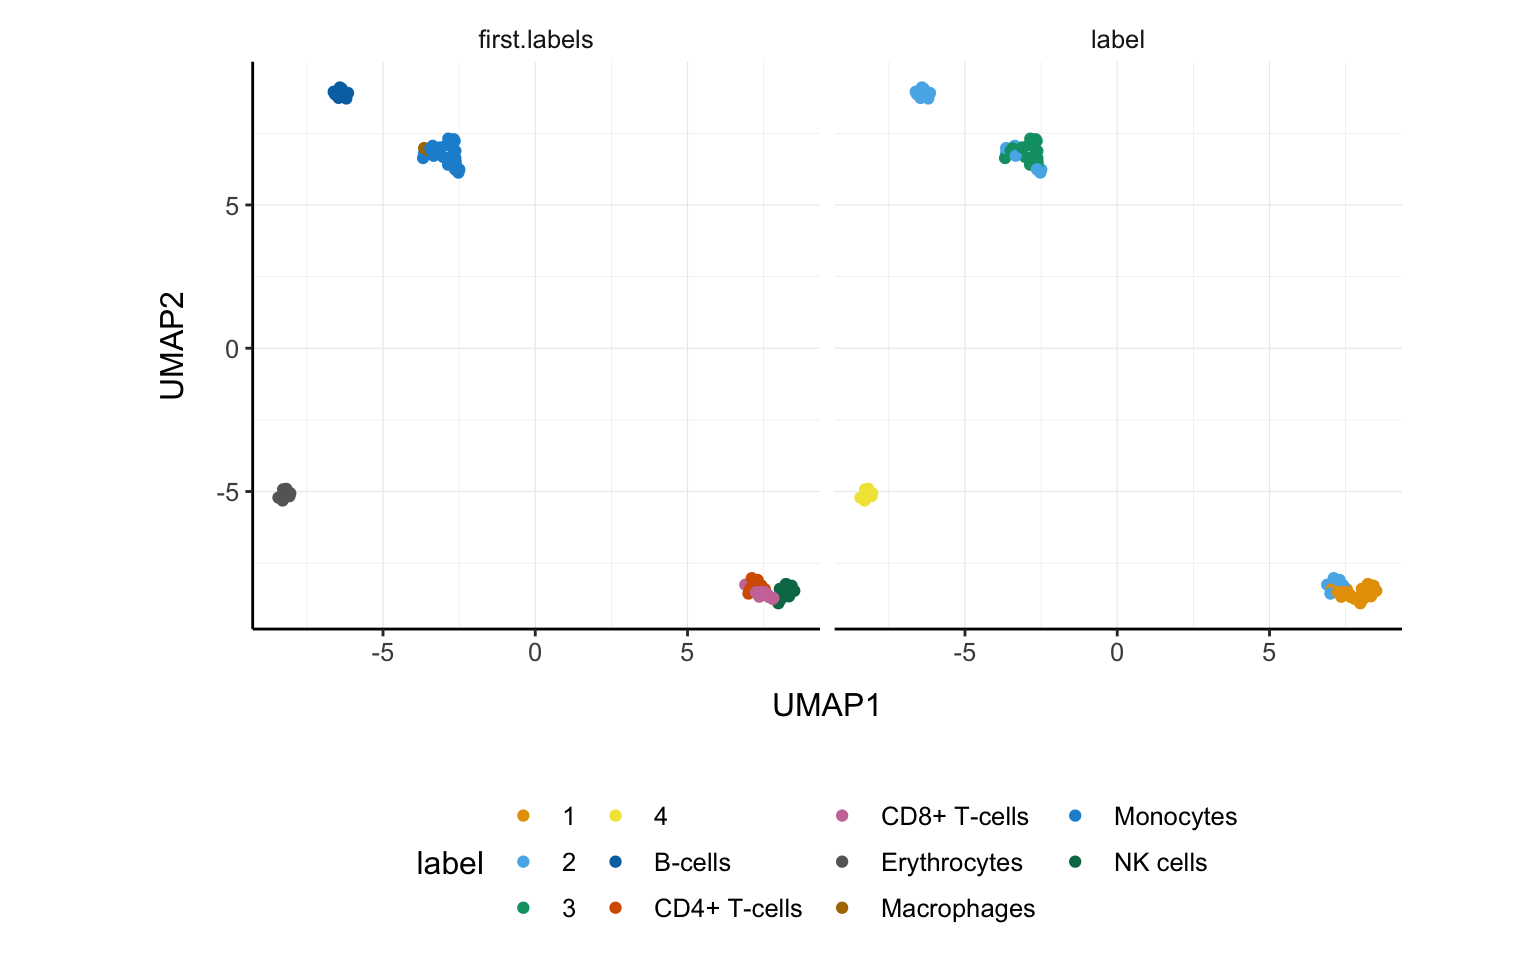 first.labels label
UMAP2
5
0
-5
-5 0 5 -5 0 5
UMAP1
label
1 4 CD8+ T-cells Monocytes
2 B-cells Erythrocytes NK cells
3 CD4+ T-cells Macrophages